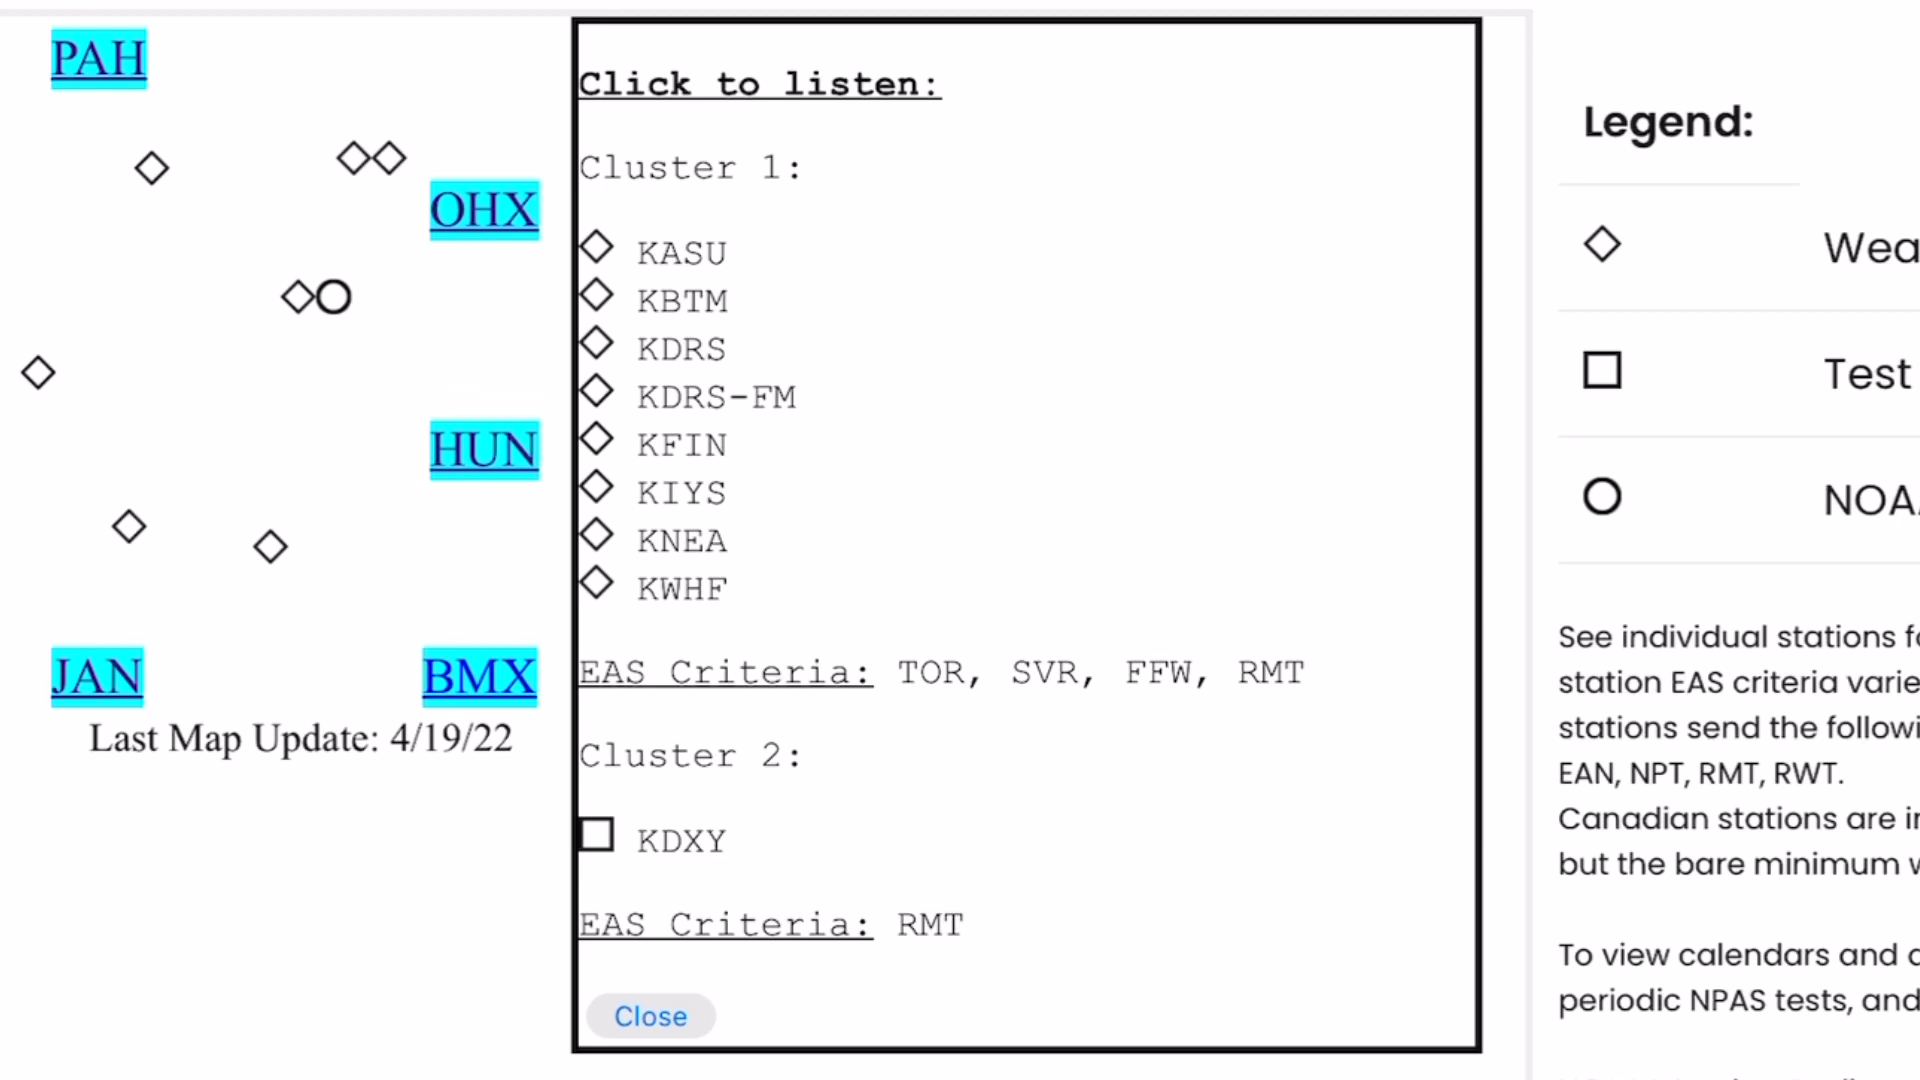 PAH
OHX
HUN
JAN
BMX
Last Map Update: 4/19/22
Click to listen:
Cluster 1:
KASU
KBTM
KDRS
KDRS-FM
KFIN
KIYS
KNEA
KWHF
EAS Criteria: TOR, SVR, FFW, RMT
Cluster 2:
KDXY
EAS Criteria: RMT
Close
Legend:
Test
See individual stations
station EAS criteria
stations send the
EAN, NPT, RMT, RWT.
Canadian stations are
but the bare minimum
To view calendars and
periodic NPAS tests, and